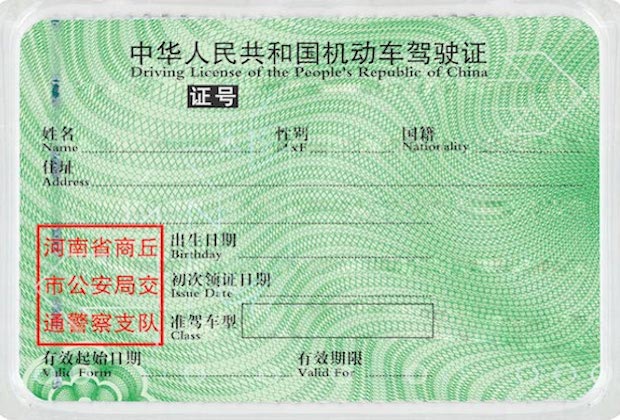 中华人民共和国机动车驾驶证
Driving License of the People's Republic of China
证号
姓名 性别 国籍
Name Nationality
住址
Address
出生日期
Birthday
河南省商丘
市公安局交
通警察支队
初次领证日期
Issue Date
准驾车型
Class
有效起始日期 有效期限
Valid Form Valid For